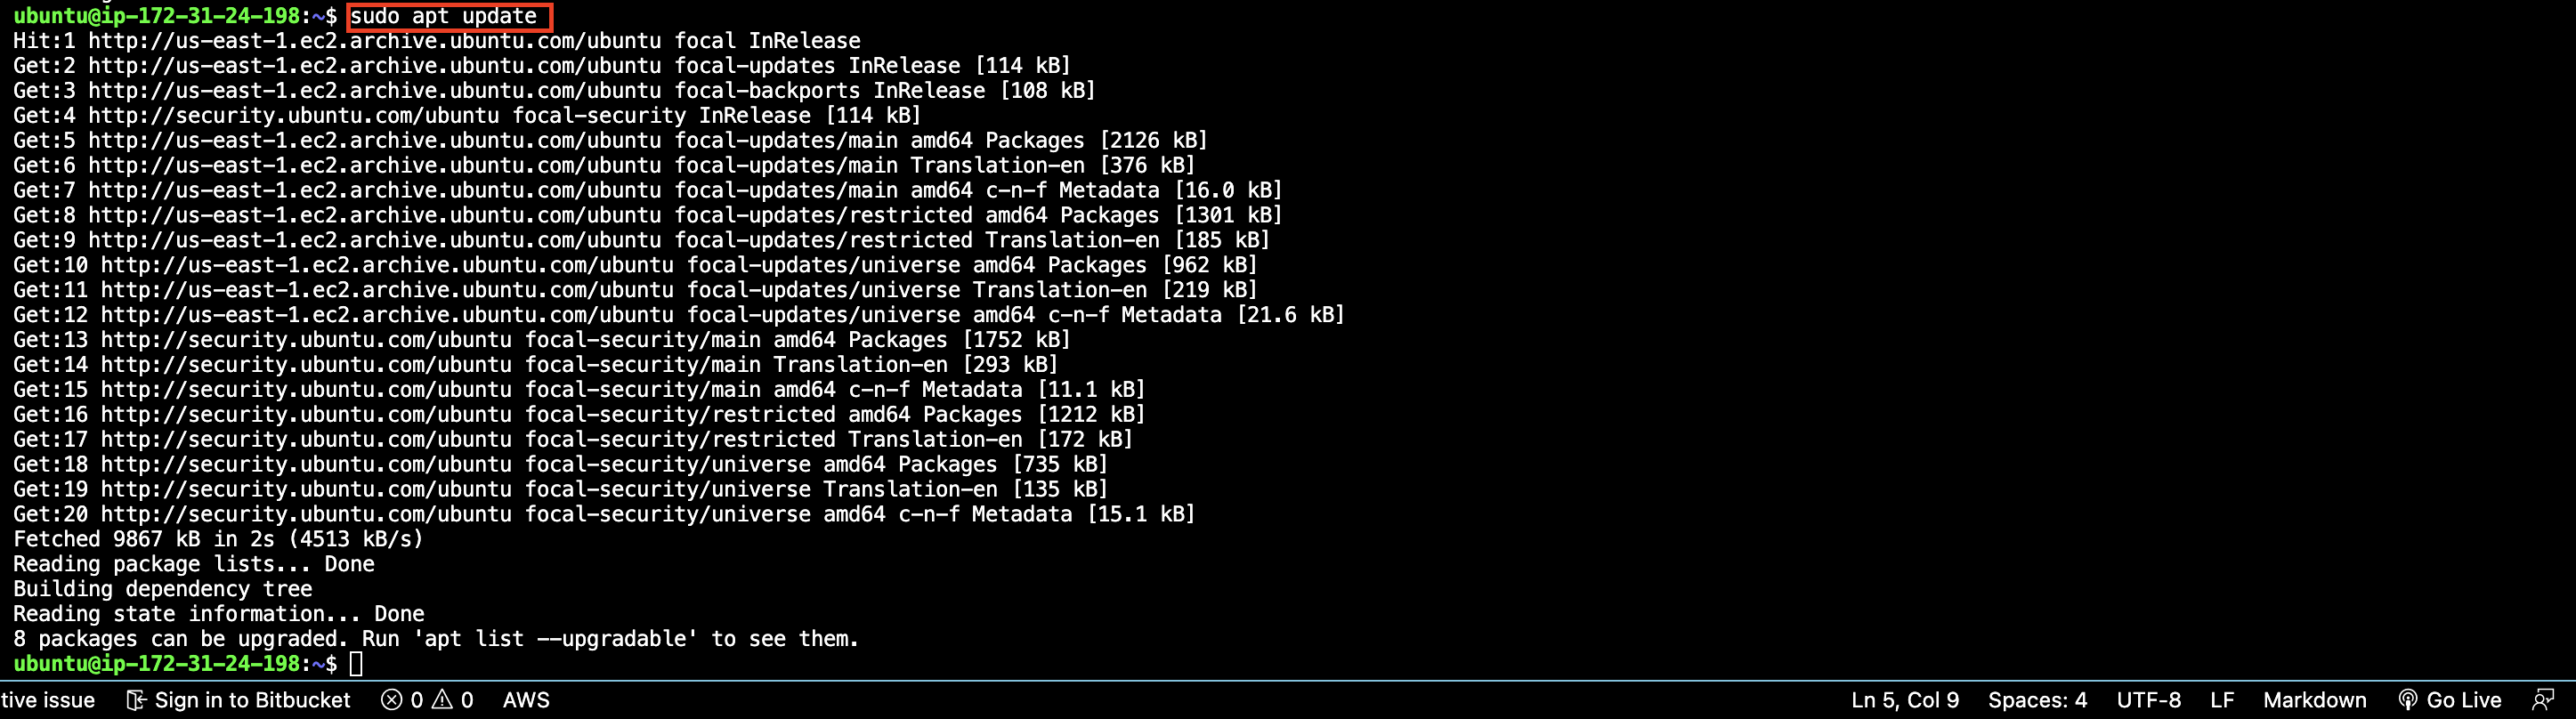 ubuntu@ip-172-31-24-198:~$ sudo apt update
Hit:1 http://us-east-1.ec2.archive.ubuntu.com/ubuntu focal InRelease
Get:2 http://us-east-1.ec2.archive.ubuntu.com/ubuntu focal-updates InRelease [114 kB]
Get:3 http://us-east-1.ec2.archive.ubuntu.com/ubuntu focal-backports InRelease [108 kB]
Get:4 http://security.ubuntu.com/ubuntu focal-security InRelease [114 kB]
Get:5 http://us-east-1.ec2.archive.ubuntu.com/ubuntu focal-updates/main amd64 Packages [2126 kB]
Get:6 http://us-east-1.ec2.archive.ubuntu.com/ubuntu focal-updates/main Translation-en [376 kB]
Get:7 http://us-east-1.ec2.archive.ubuntu.com/ubuntu focal-updates/main amd64 c-n-f Metadata [16.0 kB]
Get:8 http://us-east-1.ec2.archive.ubuntu.com/ubuntu focal-updates/restricted amd64 Packages [1301 kB]
Get:9 http://us-east-1.ec2.archive.ubuntu.com/ubuntu focal-updates/restricted Translation-en [185 kB]
Get:10 http://us-east-1.ec2.archive.ubuntu.com/ubuntu focal-updates/universe amd64 Packages [962 kB]
Get:11 http://us-east-1.ec2.archive.ubuntu.com/ubuntu focal-updates/universe Translation-en [219 kB]
Get:12 http://us-east-1.ec2.archive.ubuntu.com/ubuntu focal-updates/universe amd64 c-n-f Metadata [21.6 kB]
Get:13 http://security.ubuntu.com/ubuntu focal-security/main amd64 Packages [1752 kB]
Get:14 http://security.ubuntu.com/ubuntu focal-security/main Translation-en [293 kB]
Get:15 http://security.ubuntu.com/ubuntu focal-security/main amd64 c-n-f Metadata [11.1 kB]
Get:16 http://security.ubuntu.com/ubuntu focal-security/restricted amd64 Packages [1212 kB]
Get:17 http://security.ubuntu.com/ubuntu focal-security/restricted Translation-en [172 kB]
Get:18 http://security.ubuntu.com/ubuntu focal-security/universe amd64 Packages [735 kB]
Get:19 http://security.ubuntu.com/ubuntu focal-security/universe Translation-en [135 kB]
Get:20 http://security.ubuntu.com/ubuntu focal-security/universe amd64 c-n-f Metadata [15.1 kB]
Fetched 9867 kB in 2s (4513 kB/s)
Reading package lists... Done
Building dependency tree
Reading state information... Done
8 packages can be upgraded. Run 'apt list --upgradable' to see them.
ubuntu@ip-172-31-24-198:~$
tive issue Sign in to Bitbucket 0 0 AWS Ln 5, Col 9 Spaces: 4 UTF-8 LF Markdown Go Live